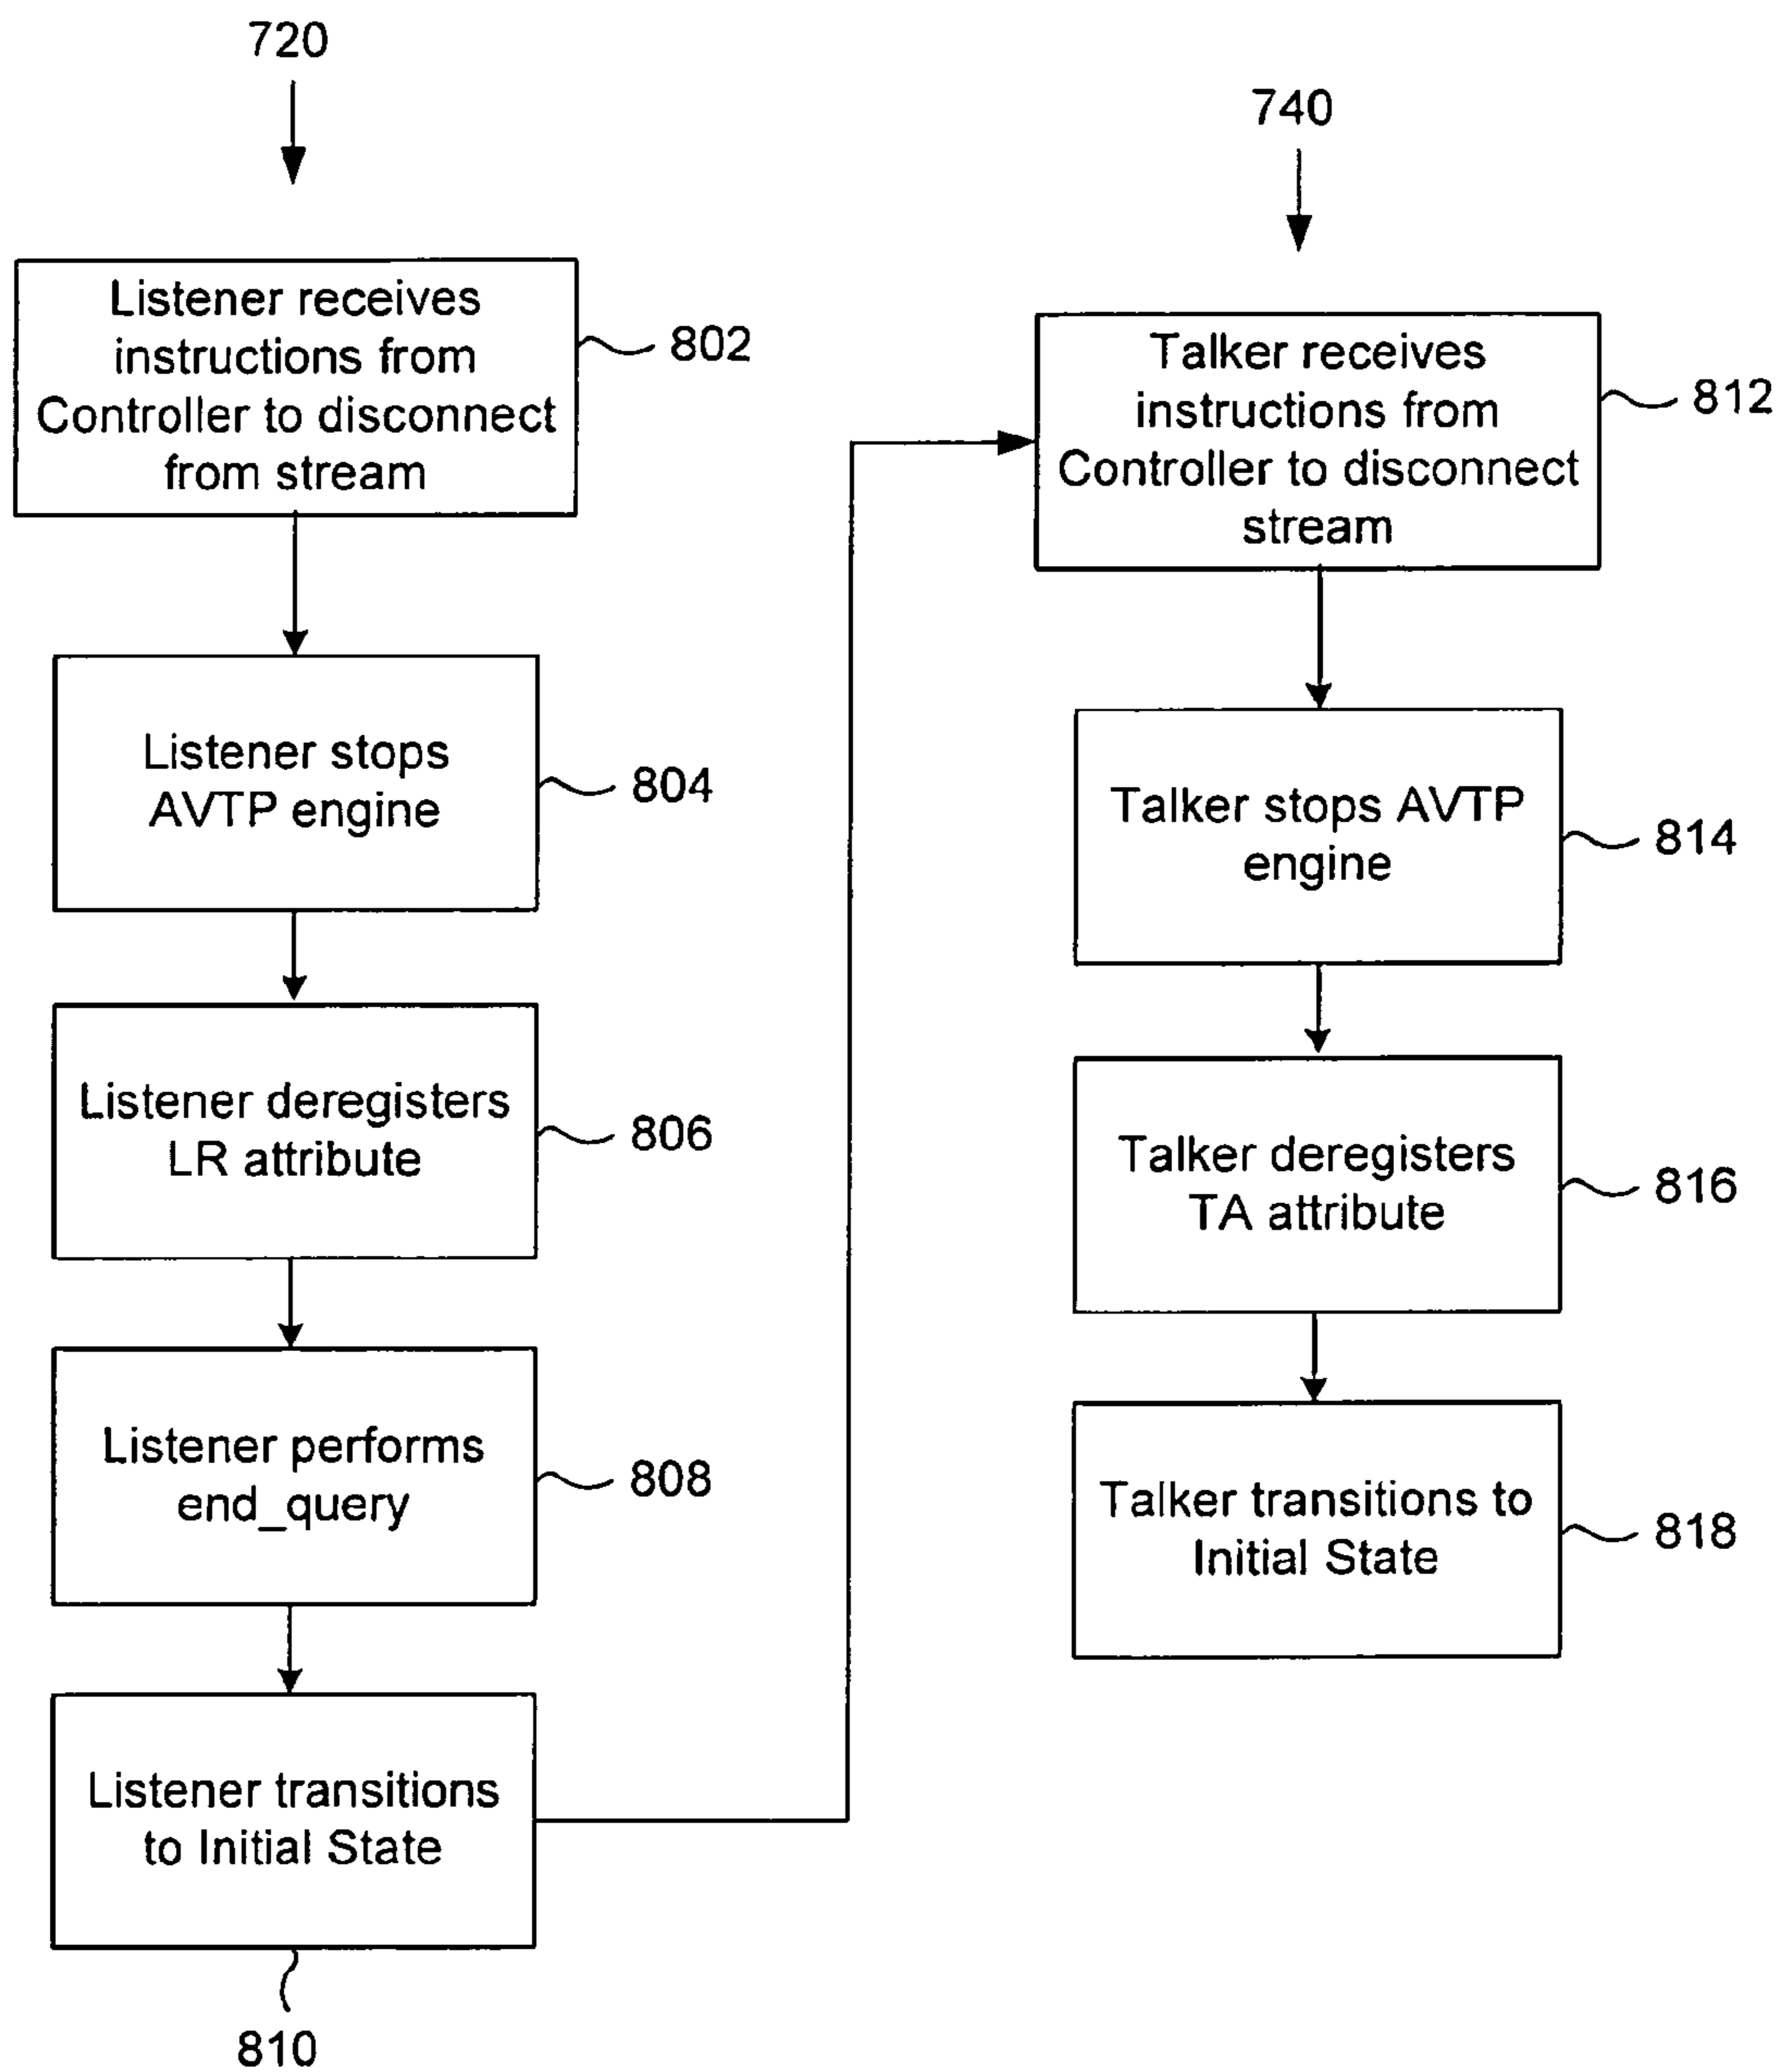 720
Listener receives
instructions from
Controller to disconnect
from stream
802
Listener stops
AVTP engine
804
Listener deregisters
LR attribute
806
Listener performs
end_query
808
Listener transitions
to Initial State
810
740
Talker receives
instructions from
Controller to disconnect
stream
812
Talker stops AVTP
engine
814
Talker deregisters
TA attribute
816
Talker transitions to
Initial State
818